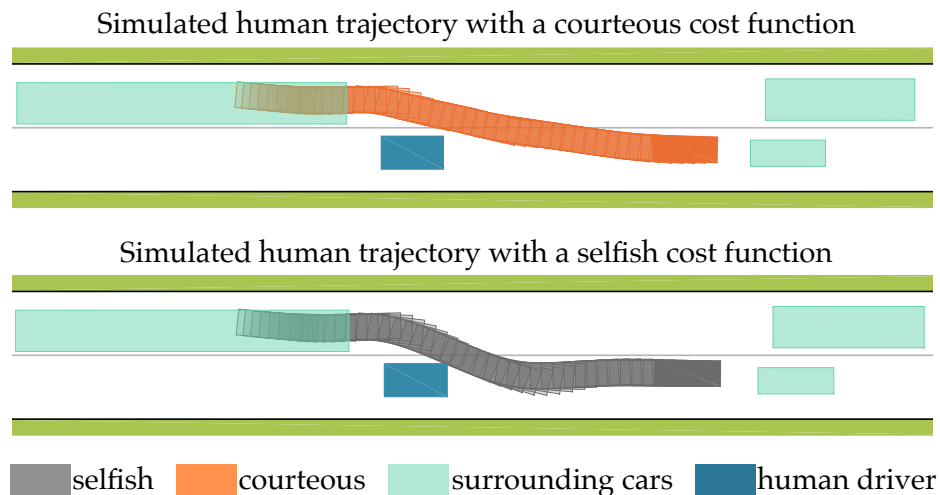 Simulated human trajectory with a courteous cost function
Simulated human trajectory with a selfish cost function
selfish courteous surrounding cars human driver